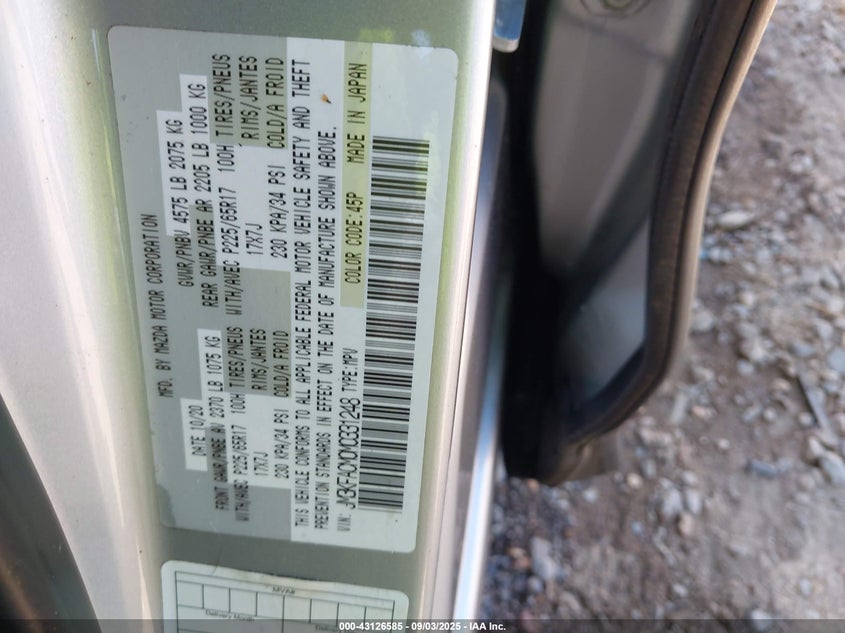 MFD. BY MAZDA MOTOR CORPORATION
DATE 10/20 GVWR/PNBV 4575 LB 2075 KG
FRONT GAWR/PNBE AV 2370 LB 1075 KG REAR GAWR/PNBE AR 2205 LB 1000 KG
WITH/AVEC P225/65R17 100H TIRES/PNEUS WITH/AVEC P225/65R17 100H TIRES/PNEUS
17X7J RIMS/JANTES 17X7J RIMS/JANTES
230 KPA/34 PSI COLD/A FROID 230 KPA/34 PSI COLD/A FROID
THIS VEHICLE CONFORMS TO ALL APPLICABLE FEDERAL MOTOR VEHICLE SAFETY AND THEFT
PREVENTION STANDARDS IN EFFECT ON THE DATE OF MANUFACTURE SHOWN ABOVE.
COLOR CODE:45P MADE IN JAPAN
VIN: TYPE:MPV
MVA#
Delivery Month
000-43126585 - 09/03/2025 - IAA Inc.